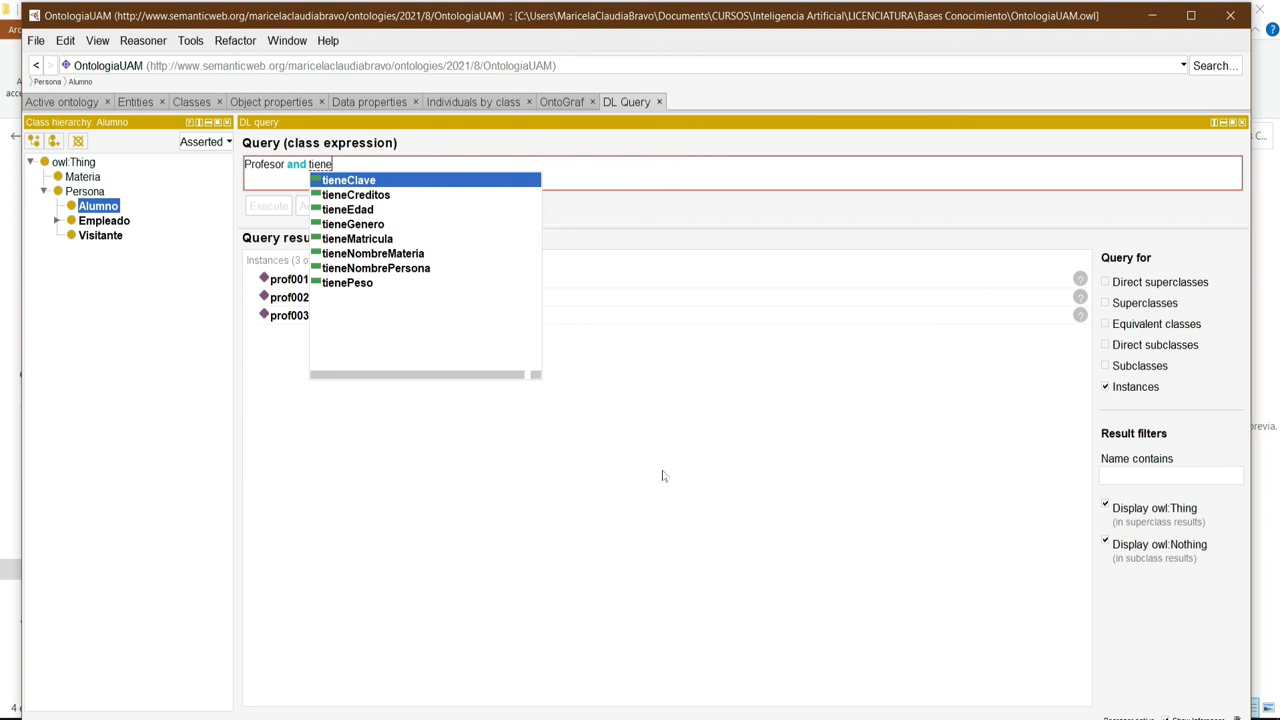 OntologiaUAM (http://www.semanticweb.org/maricelaclaudiabravo/ontologies/2021/8/OntologiaUAM) : [C:\Users\MaricelaClaudiaBravo\Documents\CURSOS\Inteligencia Artificial\LICENCIATURA\Bases Conocimiento\OntologiaUAM.owl]
File Edit View Reasoner Tools Refactor Window Help
< > OntologiaUAM (http://www.semanticweb.org/maricelaclaudiabravo/ontologies/2021/8/OntologiaUAM) Search...
Persona Alumno
Active ontology × Entities × Classes × Object properties × Data properties × Individuals by class × OntoGraf × DL Query ×
Class hierarchy: Alumno
Asserted
owl:Thing
Materia
Persona
Alumno
Empleado
Visitante
DL query:
Query (class expression)
Profesor and tiene
tieneClave
tieneCreditos
tieneEdad
tieneGenero
tieneMatricula
tieneNombreMateria
tieneNombrePersona
tienePeso
Execute
Query resu
Instances (3 o
prof001
prof002
prof003
Query for
Direct superclasses
Superclasses
Equivalent classes
Direct subclasses
Subclasses
Instances
Result filters
Name contains
Display owl:Thing
(in superclass results)
Display owl:Nothing
(in subclass results)
C...
revia.